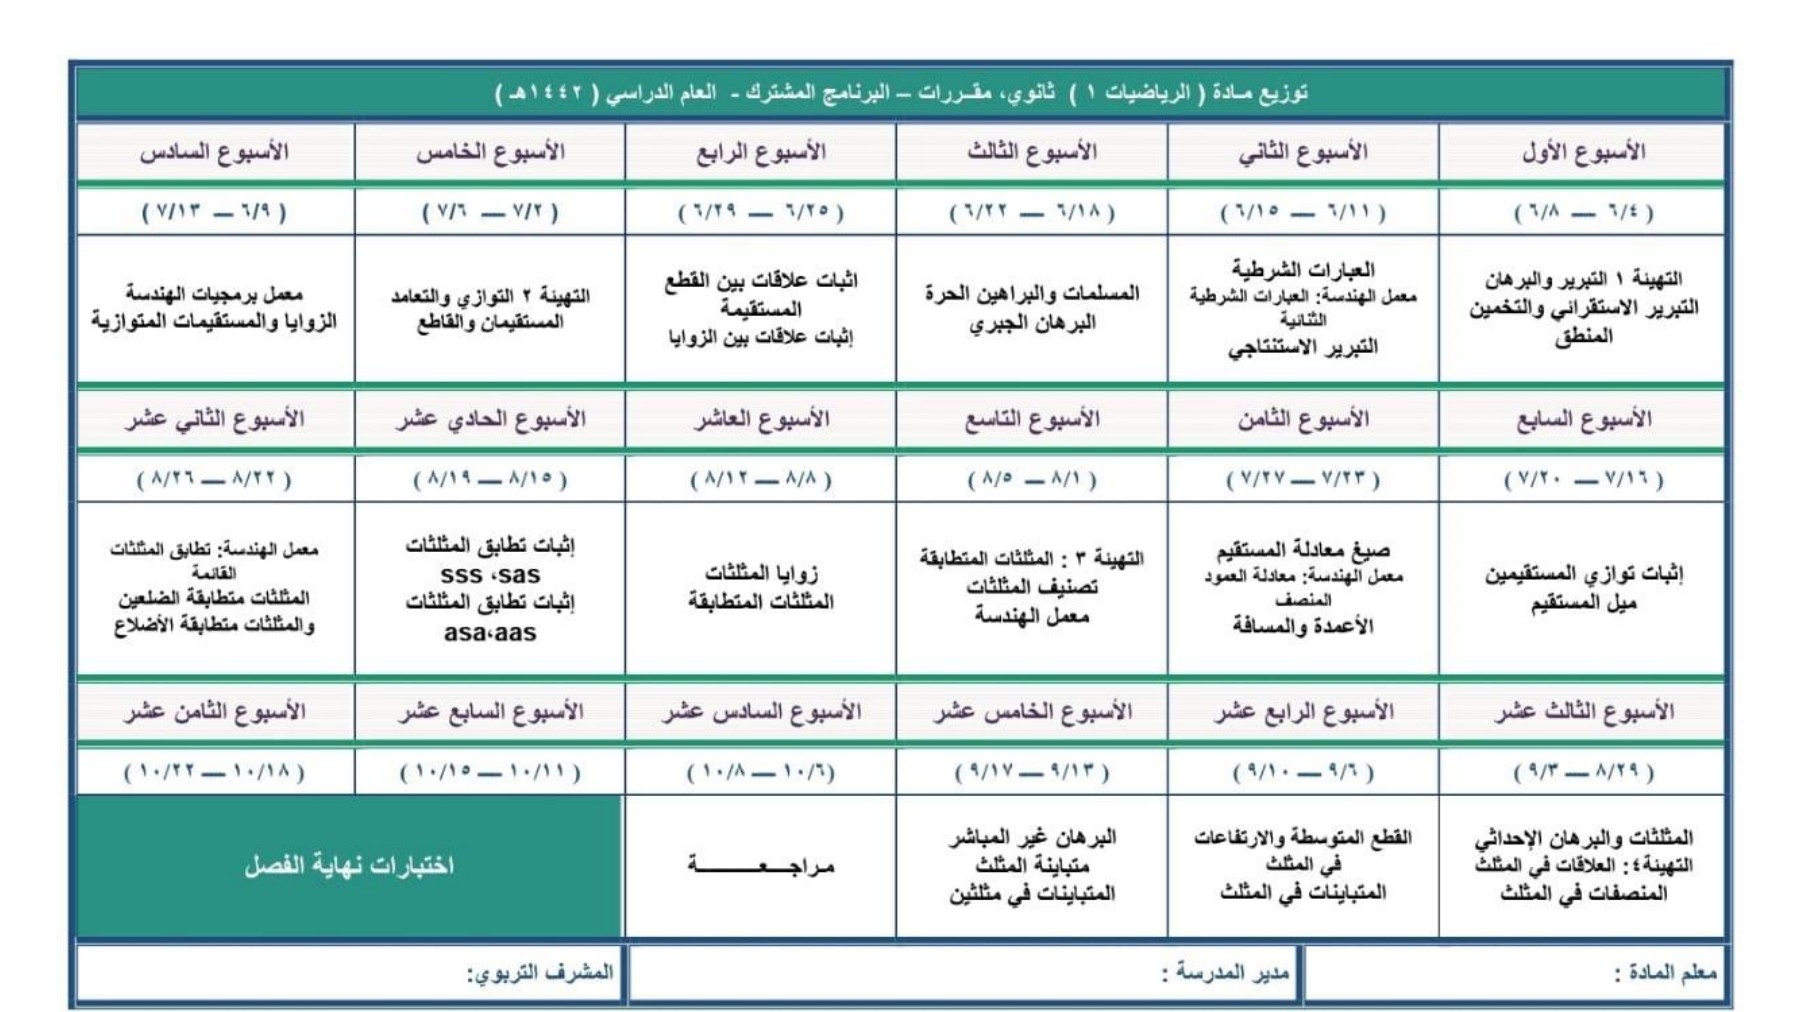 توزيع مـادة ( الرياضيات ١ ) ثانوي، مقـررات – البرنامج المشترك - العام الدراسي ( ١٤٤٢هـ )
الأسبوع الأول
الأسبوع الثاني
الأسبوع الثالث
الأسبوع الرابع
الأسبوع الخامس
الأسبوع السادس
( ٦/٤ — ٦/٨ )
( ٦/١١ — ٦/١٥ )
( ٦/١٨ — ٦/٢٢ )
( ٦/٢٥ — ٦/٢٩ )
( ٧/٢ — ٧/٦ )
( ٦/٩ — ٧/١٣ )
التهيئة ١ التبرير والبرهان
التبرير الاستقرائي والتخمين
المنطق
العبارات الشرطية
معمل الهندسة: العبارات الشرطية
الثنائية
التبرير الاستنتاجي
المسلمات والبراهين الحرة
البرهان الجبري
اثبات علاقات بين القطع
المستقيمة
إثبات علاقات بين الزوايا
التهيئة ٢ التوازي والتعامد
المستقيمان والقاطع
معمل برمجيات الهندسة
الزوايا والمستقيمات المتوازية
الأسبوع السابع
الأسبوع الثامن
الأسبوع التاسع
الأسبوع العاشر
الأسبوع الحادي عشر
الأسبوع الثاني عشر
( ٧/١٦ — ٧/٢٠ )
( ٧/٢٣ — ٧/٢٧ )
( ٨/١ — ٨/٥ )
( ٨/٨ — ٨/١٢ )
( ٨/١٥ — ٨/١٩ )
( ٨/٢٢ — ٨/٢٦ )
إثبات توازي المستقيمين
ميل المستقيم
صيغ معادلة المستقيم
معمل الهندسة: معادلة العمود
المنصف
الأعمدة والمسافة
التهيئة ٣ : المثلثات المتطابقة
تصنيف المثلثات
معمل الهندسة
زوايا المثلثات
المثلثات المتطابقة
إثبات تطابق المثلثات
sss ،sas
إثبات تطابق المثلثات
asa،aas
معمل الهندسة: تطابق المثلثات
القائمة
المثلثات متطابقة الضلعين
والمثلثات متطابقة الأضلاع
الأسبوع الثالث عشر
الأسبوع الرابع عشر
الأسبوع الخامس عشر
الأسبوع السادس عشر
الأسبوع السابع عشر
الأسبوع الثامن عشر
( ٨/٢٩ — ٩/٣ )
( ٩/٦ — ٩/١٠ )
( ٩/١٣ — ٩/١٧ )
(١٠/٦ — ١٠/٨ )
( ١٠/١١ — ١٠/١٥ )
( ١٠/١٨ — ١٠/٢٢ )
المثلثات والبرهان الإحداثي
التهيئة٤: العلاقات في المثلث
المنصفات في المثلث
القطع المتوسطة والارتفاعات
في المثلث
المتباينات في المثلث
البرهان غير المباشر
متباينة المثلث
المتباينات في مثلثين
مـراجـــعـــــــــة
اختبارات نهاية الفصل
معلم المادة :
مدير المدرسة :
المشرف التربوي: